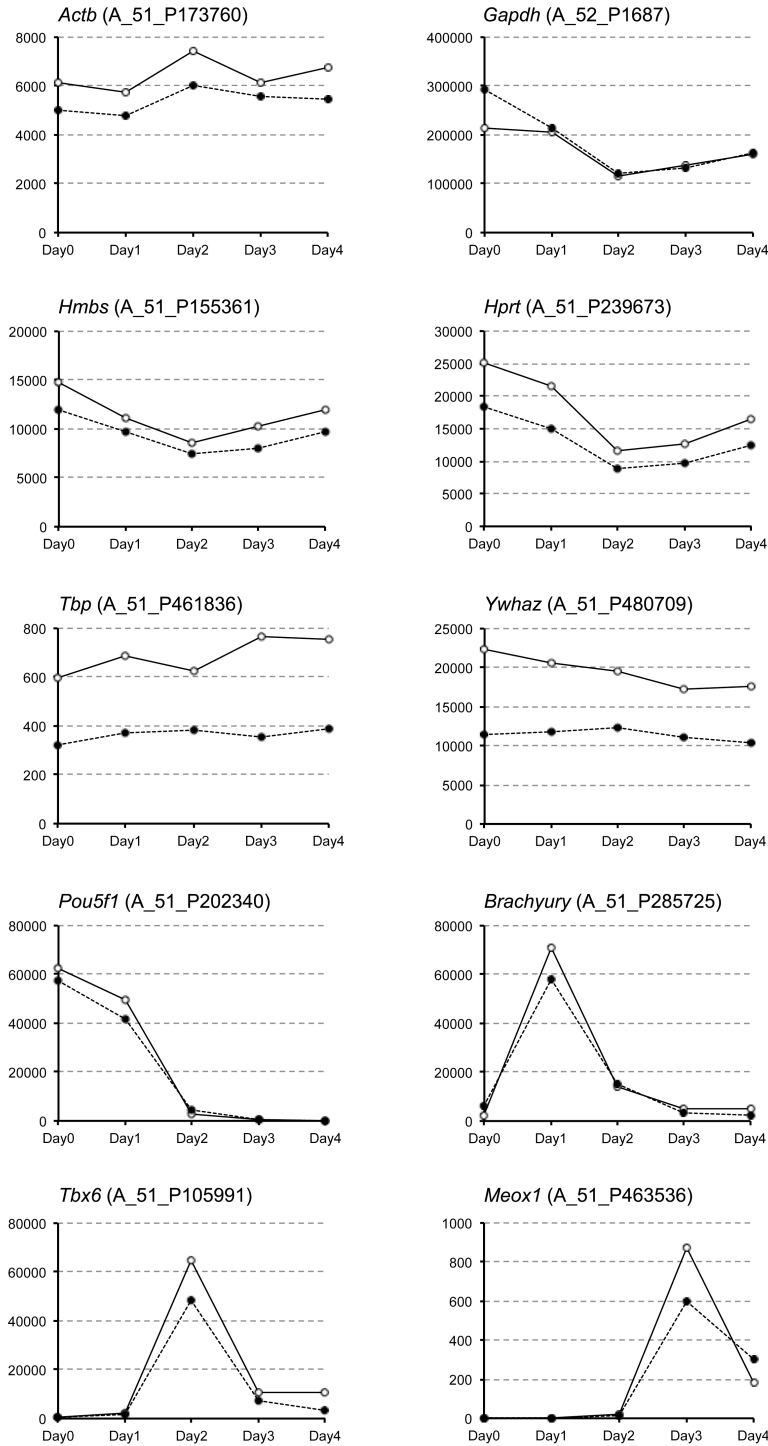 Actb (A_51_P173760)
8000
6000
4000
2000
0
Day0 Day1 Day2 Day3 Day4
Gapdh (A_52_P1687)
400000
300000
200000
100000
0
Day0 Day1 Day2 Day3 Day4
Hmbs (A_51_P155361)
20000
15000
10000
5000
0
Day0 Day1 Day2 Day3 Day4
Hprt (A_51_P239673)
30000
25000
20000
15000
10000
5000
0
Day0 Day1 Day2 Day3 Day4
Tbp (A_51_P461836)
800
600
400
200
0
Day0 Day1 Day2 Day3 Day4
Ywhaz (A_51_P480709)
25000
20000
15000
10000
5000
0
Day0 Day1 Day2 Day3 Day4
Pou5f1 (A_51_P202340)
80000
60000
40000
20000
0
Day0 Day1 Day2 Day3 Day4
Brachyury (A_51_P285725)
80000
60000
40000
20000
0
Day0 Day1 Day2 Day3 Day4
Tbx6 (A_51_P105991)
80000
60000
40000
20000
0
Day0 Day1 Day2 Day3 Day4
Meox1 (A_51_P463536)
1000
800
600
400
200
0
Day0 Day1 Day2 Day3 Day4